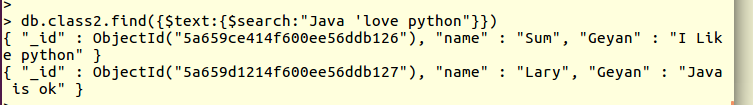 >
> db.class2.find({$text:{$search:"Java 'love python"}})
{ "_id" : ObjectId("5a659ce414f600ee56ddb126"), "name" : "Sum", "Geyan" : "I Lik
e python" }
{ "_id" : ObjectId("5a659d1214f600ee56ddb127"), "name" : "Lary", "Geyan" : "Java
 is ok" }